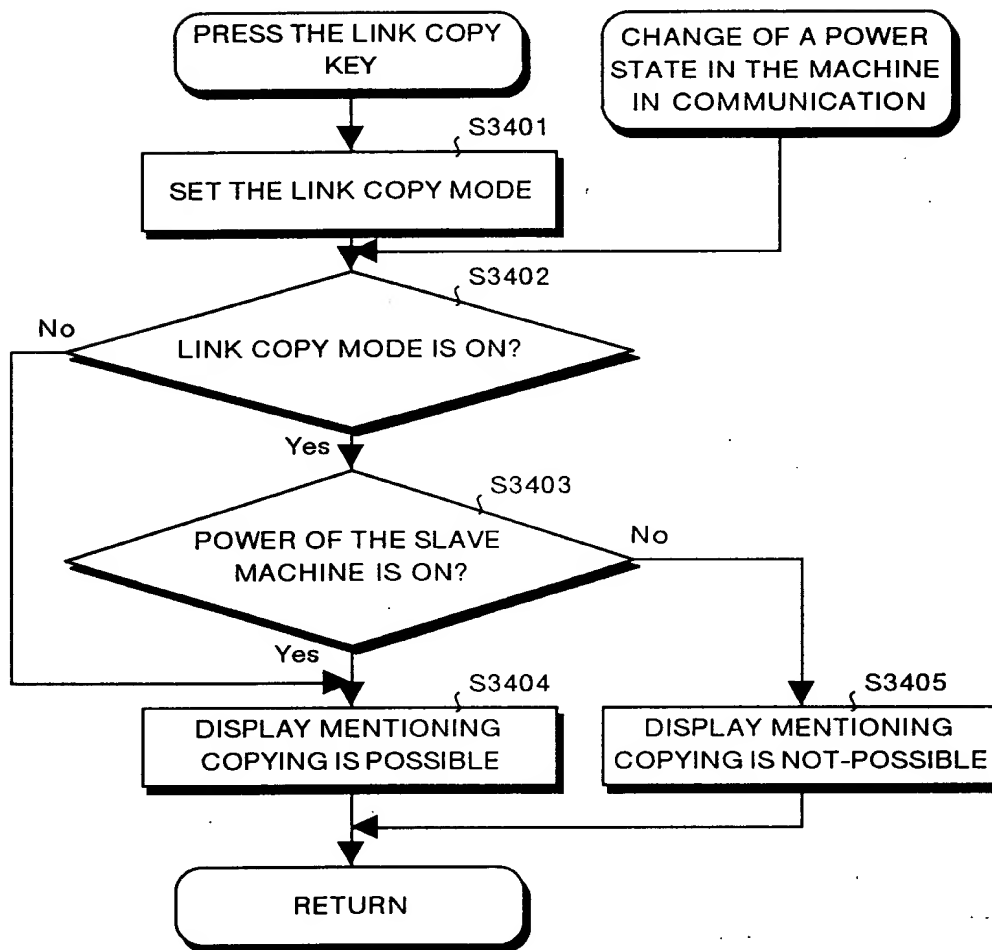 PRESS THE LINK COPY
KEY
CHANGE OF A POWER
STATE IN THE MACHINE
IN COMMUNICATION
S3401
SET THE LINK COPY MODE
S3402
No
LINK COPY MODE IS ON?
Yes
S3403
POWER OF THE SLAVE
MACHINE IS ON?
No
Yes
S3404
DISPLAY MENTIONING
COPYING IS POSSIBLE
S3405
DISPLAY MENTIONING
COPYING IS NOT-POSSIBLE
RETURN